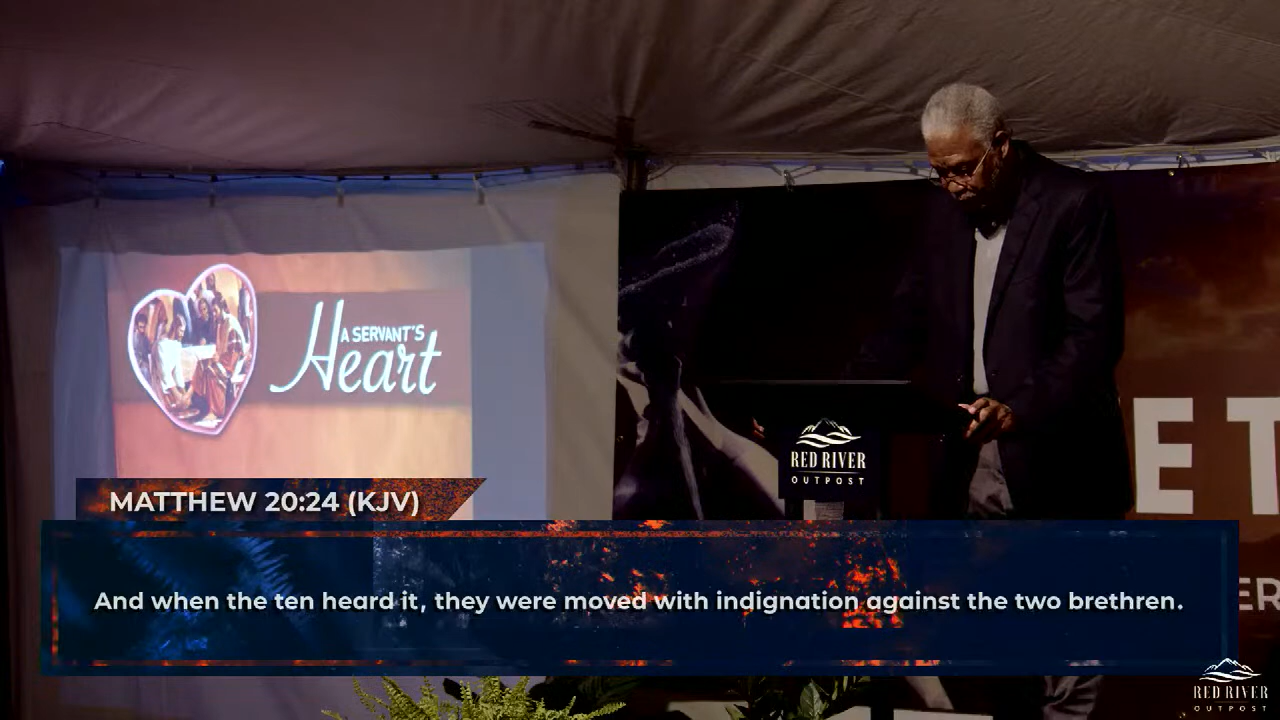 A SERVANT'S
Heart
RED RIVER
OUTPOST
E T
MATTHEW 20:24 (KJV)
And when the ten heard it, they were moved with indignation against the two brethren.
ER
RED RIVER
OUTPOST